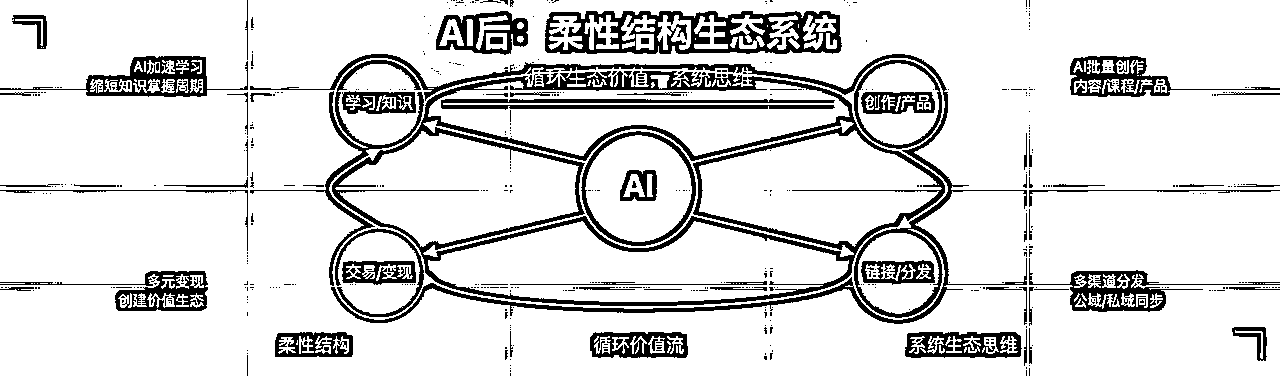 AI后：柔性结构生态系统
循环生态价值，系统思维
AI加速学习
缩短知识掌握周期
学习/知识
创作/产品
AI批量创作
内容/课程/产品
AI
多元变现
创建价值生态
交易/变现
链接/分发
多渠道分发
公域/私域同步
柔性结构
循环价值流
系统生态思维